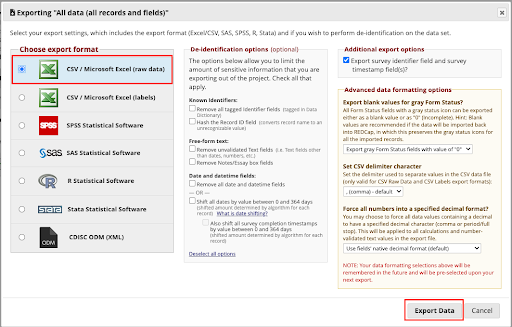 Exporting "All data (all records and fields)"
Select your export settings, which includes the export format (Excel/CSV, SAS, SPSS, R, Stata) and if you wish to perform de-identification on the data set.
Choose export format
CSV / Microsoft Excel (raw data)
CSV / Microsoft Excel (labels)
SPSS
SPSS Statistical Software
sas
SAS Statistical Software
R
R Statistical Software
STATA
Stata Statistical Software
ODM
CDISC ODM (XML)
De-identification options (optional)
The options below allow you to limit the
amount of sensitive information that you are
exporting out of the project. Check all that
apply.
Known Identifiers:
Remove all tagged identifier fields (tagged in Data
Dictionary)
Hash the Record ID field (converts record name to an
unrecognizable value)
Free-form text:
Remove unvalidated Text fields (i.e. Text fields other
than dates, numbers, etc.)
Remove Notes/Essay box fields
Date and datetime fields:
Remove all date and datetime fields
— OR —
Shift all dates by value between 0 and 364 days
(shifted amount determined by algorithm for each
record) What is date shifting?
Also shift all survey completion timestamps
by value between 0 and 364 days
(shifted amount determined by algorithm for each
record)
Deselect all options
Additional export options
Export survey identifier field and survey
timestamp field(s)?
Advanced data formatting options
Export blank values for gray Form Status?
All Form Status fields with a gray status icon can be exported
either as a blank value or as "0" (Incomplete). Hint: Blank
values are recommended if the data will be imported back
into REDCap, in which this preserves the gray status icons for
all the imported records.
Export gray Form Status fields with value of "0"
Set CSV delimiter character
Set the delimiter used to separate values in the CSV data file
(only valid for CSV Raw Data and CSV Labels export formats):
, (comma) - default
Force all numbers into a specified decimal format?
You may choose to force all data values containing a decimal
to have a specified decimal character (comma or period/full
stop). This will be applied to all calculations and number-
validated text values in the export file.
Use fields' native decimal format (default)
NOTE: Your data formatting selections above will be
remembered in the future and will be pre-selected upon your
next export.
Export Data
Cancel